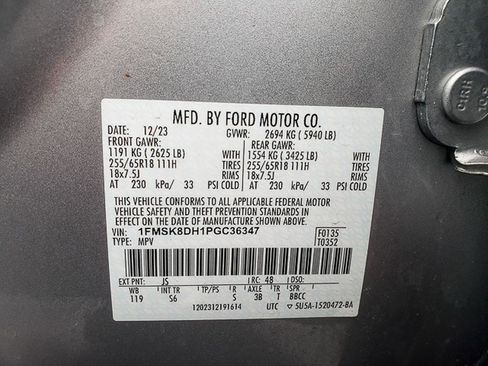 MFD. BY FORD MOTOR CO.
DATE: 12/23 GVWR: 2694 KG ( 5940 LB)
FRONT GAWR: REAR GAWR:
1191 KG ( 2625 LB) 1554 KG ( 3425 LB)
255/65R18 111H TIRES 255/65R18 111H TIRES
18x7.5J RIMS 18x7.5J RIMS
AT 230 kPa/ 33 PSI COLD AT 230 kPa/ 33 PSI COLD
THIS VEHICLE CONFORMS TO ALL APPLICABLE FEDERAL MOTOR
VEHICLE SAFETY, BUMPER, AND THEFT PREVENTION STANDARDS IN
EFFECT ON THE DATE OF MANUFACTURE SHOWN ABOVE.
VIN: 1FMSK8DH1PGC36347 F0135
TYPE: MPV T0352
EXT PNT: JS RC: 48 DSO:
WB INT TR TP/PS R AXLE TR SPR
119 S6 S 3B T BBCC
1202312191614 UTC ▽ 5U5A-1520472-BA